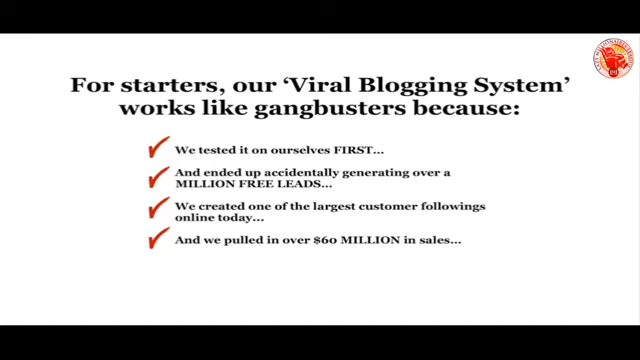 For starters, our ‘Viral Blogging System’
works like gangbusters because:
We tested it on ourselves FIRST...
And ended up accidentally generating over a
MILLION FREE LEADS...
We created one of the largest customer followings
online today...
And we pulled in over $60 MILLION in sales...